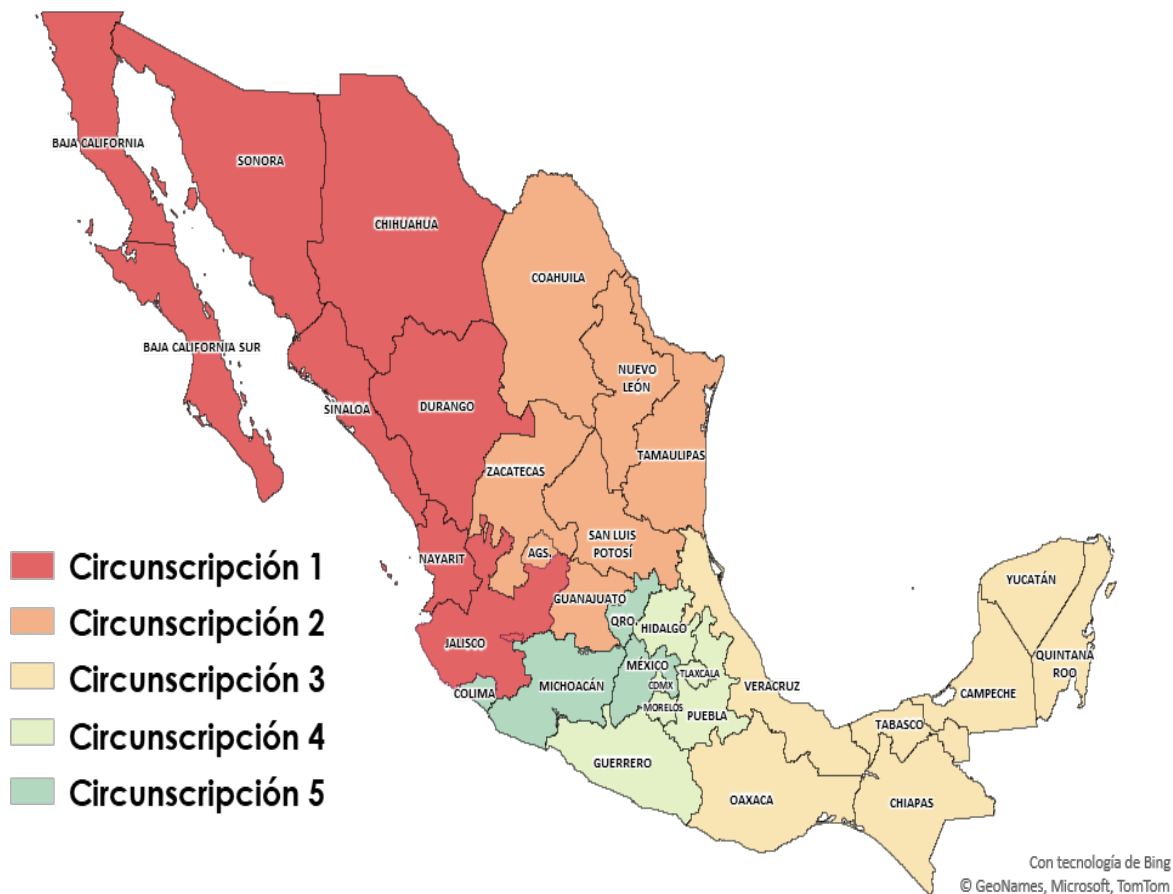 BAJA CALIFORNIA
SONORA
CHIHUAHUA
COAHUILA
BAJA CALIFORNIA SUR
NUEVO
LEÓN
SINALOA
DURANGO
TAMAULIPAS
ZACATECAS
SAN LUIS
POTOSÍ
NAYARIT
AGS.
GUANAJUATO
QRO.
HIDALGO
JALISCO
MÉXICO
TLAXCALA
CDMX
COLIMA
MICHOACÁN
MORELOS
PUEBLA
VERACRUZ
GUERRERO
OAXACA
TABASCO
CHIAPAS
CAMPECHE
YUCATÁN
QUINTANA
ROO
Circunscripción 1
Circunscripción 2
Circunscripción 3
Circunscripción 4
Circunscripción 5
Con tecnología de Bing
© GeoNames, Microsoft, TomTom